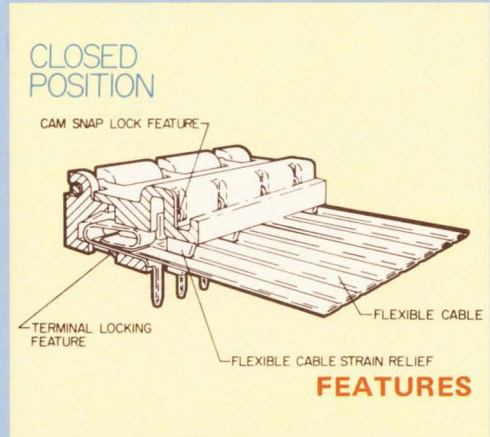 CLOSED
POSITION
CAM SNAP LOCK FEATURE
TERMINAL LOCKING
FEATURE
FLEXIBLE CABLE
FLEXIBLE CABLE STRAIN RELIEF
FEATURES